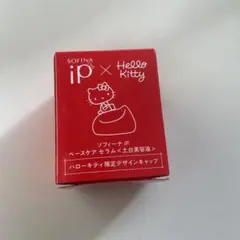 SOFINA
iP × Hello Kitty
ソフィーナ iP
ベースケア セラム<土台美容液>
ハローキティ限定デザインキャップ